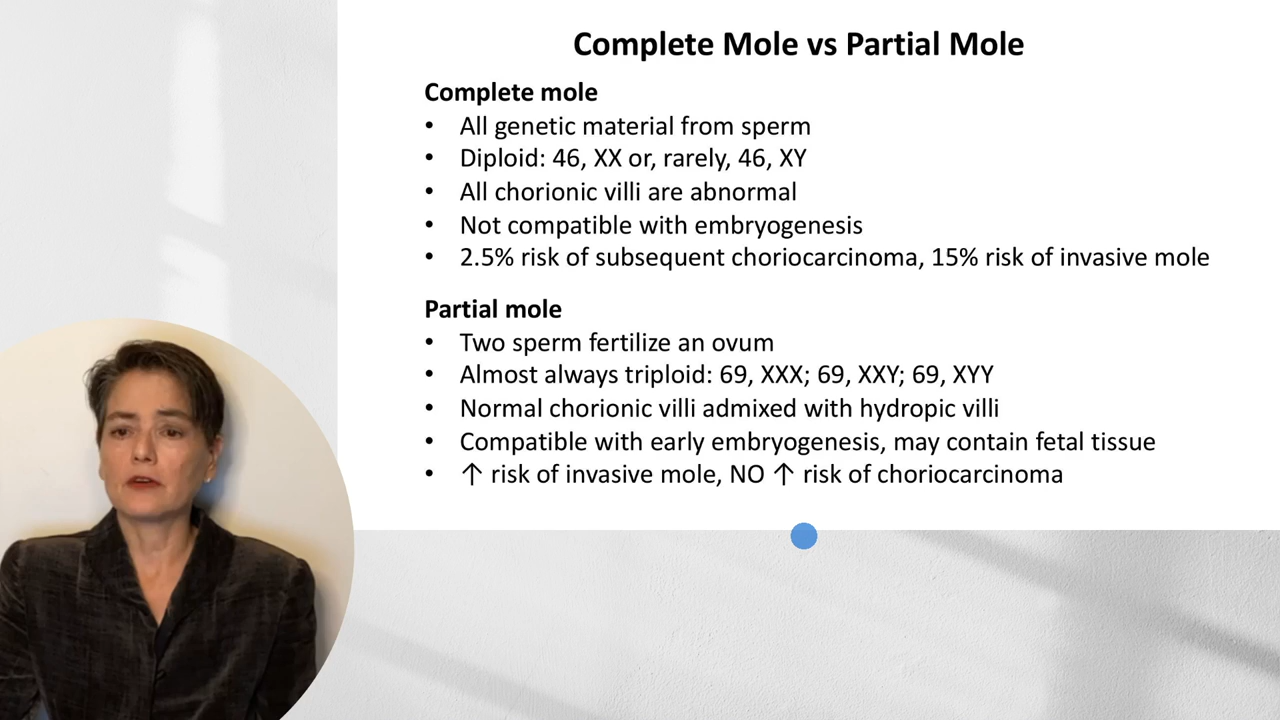 Complete Mole vs Partial Mole
Complete mole
• All genetic material from sperm
• Diploid: 46, XX or, rarely, 46, XY
• All chorionic villi are abnormal
• Not compatible with embryogenesis
• 2.5% risk of subsequent choriocarcinoma, 15% risk of invasive mole
Partial mole
• Two sperm fertilize an ovum
• Almost always triploid: 69, XXX; 69, XXY; 69, XYY
• Normal chorionic villi admixed with hydropic villi
• Compatible with early embryogenesis, may contain fetal tissue
• ↑ risk of invasive mole, NO ↑ risk of choriocarcinoma